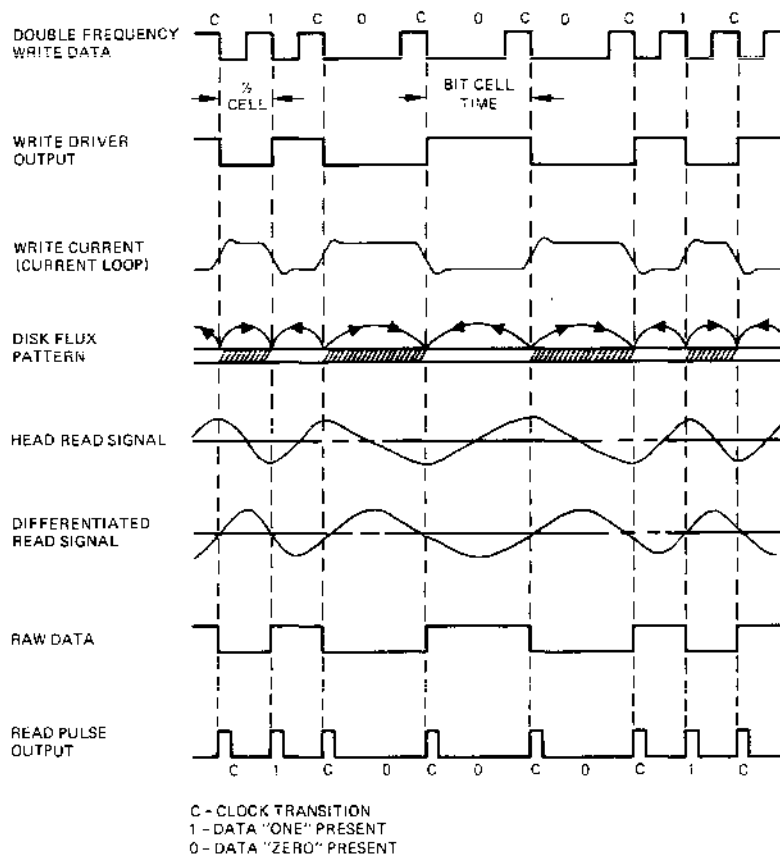 C 1 C 0 C 0 C 0 C 1 C
DOUBLE FREQUENCY
WRITE DATA
½
CELL
BIT CELL
TIME
WRITE DRIVER
OUTPUT
WRITE CURRENT
(CURRENT LOOP)
DISK FLUX
PATTERN
HEAD READ SIGNAL
DIFFERENTIATED
READ SIGNAL
RAW DATA
READ PULSE
OUTPUT
C 1 C 0 C 0 C 0 C 1 C
C - CLOCK TRANSITION
1 - DATA "ONE" PRESENT
0 - DATA "ZERO" PRESENT